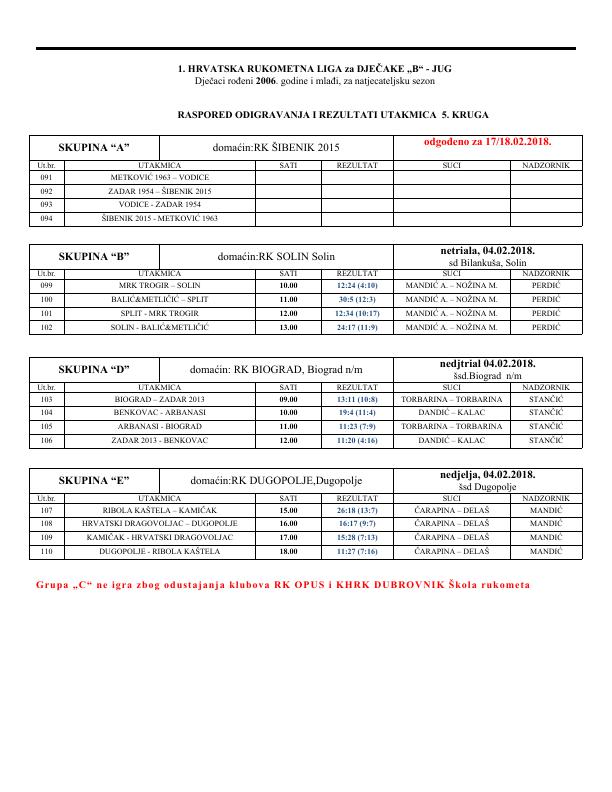 1. HRVATSKA RUKOMETNA LIGA za DJEČAKE „B“ - JUG
Dječaci rođeni 2006. godine i mlađi, za natjecateljsku sezon
RASPORED ODIGRAVANJA I REZULTATI UTAKMICA 5. KRUGA
SKUPINA “A” domaćin:RK ŠIBENIK 2015 odgođeno za 17/18.02.2018.
Ut.br. UTAKMICA SATI REZULTAT SUCI NADZORNIK
091 METKOVIĆ 1963 – VODICE
092 ZADAR 1954 – ŠIBENIK 2015
093 VODICE - ZADAR 1954
094 ŠIBENIK 2015 - METKOVIĆ 1963
SKUPINA “B” domaćin:RK SOLIN Solin netriala, 04.02.2018.
sd Bilankuša, Solin
Ut.br. UTAKMICA SATI REZULTAT SUCI NADZORNIK
099 MRK TROGIR – SOLIN 10.00 12:24 (4:10) MANDIĆ A. – NOŽINA M. PERDIĆ
100 BALIĆ&METLIČIĆ – SPLIT 11.00 30:5 (12:3) MANDIĆ A. – NOŽINA M. PERDIĆ
101 SPLIT - MRK TROGIR 12.00 12:34 (10:17) MANDIĆ A. – NOŽINA M. PERDIĆ
102 SOLIN - BALIĆ&METLIČIĆ 13.00 24:17 (11:9) MANDIĆ A. – NOŽINA M. PERDIĆ
SKUPINA “D” domaćin: RK BIOGRAD, Biograd n/m nedjtrial 04.02.2018.
šsd.Biograd n/m
Ut.br. UTAKMICA SATI REZULTAT SUCI NADZORNIK
103 BIOGRAD – ZADAR 2013 09.00 13:11 (10:8) TORBARINA – TORBARINA STANČIĆ
104 BENKOVAC - ARBANASI 10.00 19:4 (11:4) DANDIĆ – KALAC STANČIĆ
105 ARBANASI - BIOGRAD 11.00 11:23 (7:9) TORBARINA – TORBARINA STANČIĆ
106 ZADAR 2013 - BENKOVAC 12.00 11:20 (4:16) DANDIĆ – KALAC STANČIĆ
SKUPINA “E” domaćin:RK DUGOPOLJE,Dugopolje nedjelja, 04.02.2018.
šsd Dugopolje
Ut.br. UTAKMICA SATI REZULTAT SUCI NADZORNIK
107 RIBOLA KAŠTELA – KAMIČAK 15.00 26:18 (13:7) ČARAPINA – DELAŠ MANDIĆ
108 HRVATSKI DRAGOVOLJAC – DUGOPOLJE 16.00 16:17 (9:7) ČARAPINA – DELAŠ MANDIĆ
109 KAMIČAK - HRVATSKI DRAGOVOLJAC 17.00 15:28 (7:13) ČARAPINA – DELAŠ MANDIĆ
110 DUGOPOLJE - RIBOLA KAŠTELA 18.00 11:27 (7:16) ČARAPINA – DELAŠ MANDIĆ
Grupa „C“ ne igra zbog odustajanja klubova RK OPUS i KHRK DUBROVNIK Škola rukometa